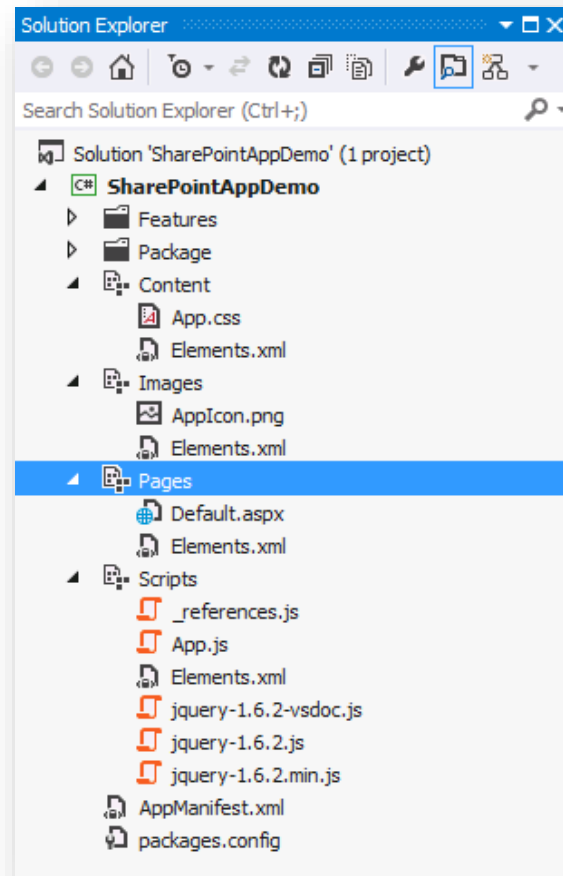 Solution Explorer
Search Solution Explorer (Ctrl+;)
Solution 'SharePointAppDemo' (1 project)
C# SharePointAppDemo
Features
Package
Content
App.css
Elements.xml
Images
AppIcon.png
Elements.xml
Pages
Default.aspx
Elements.xml
Scripts
_references.js
App.js
Elements.xml
jquery-1.6.2-vsdoc.js
jquery-1.6.2.js
jquery-1.6.2.min.js
AppManifest.xml
packages.config